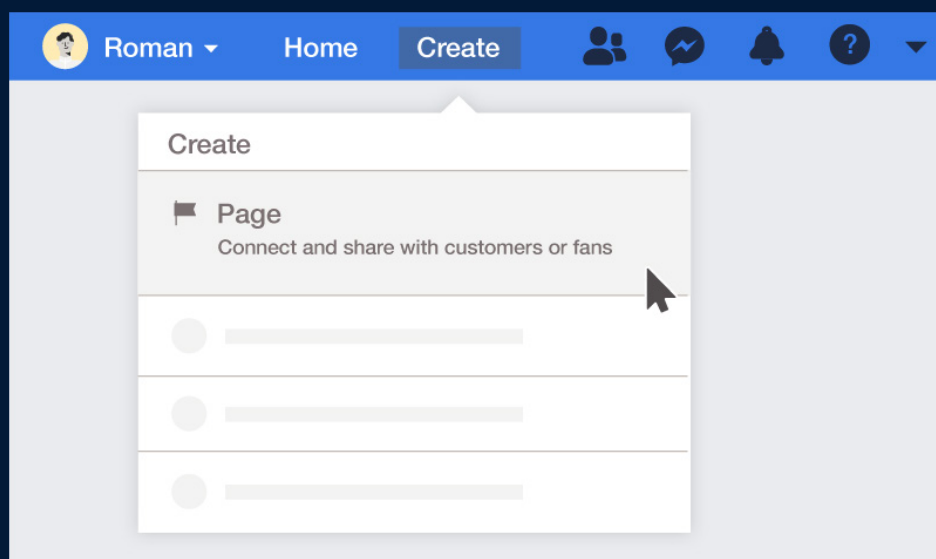 Roman Home Create
?
Create
Page
Connect and share with customers or fans